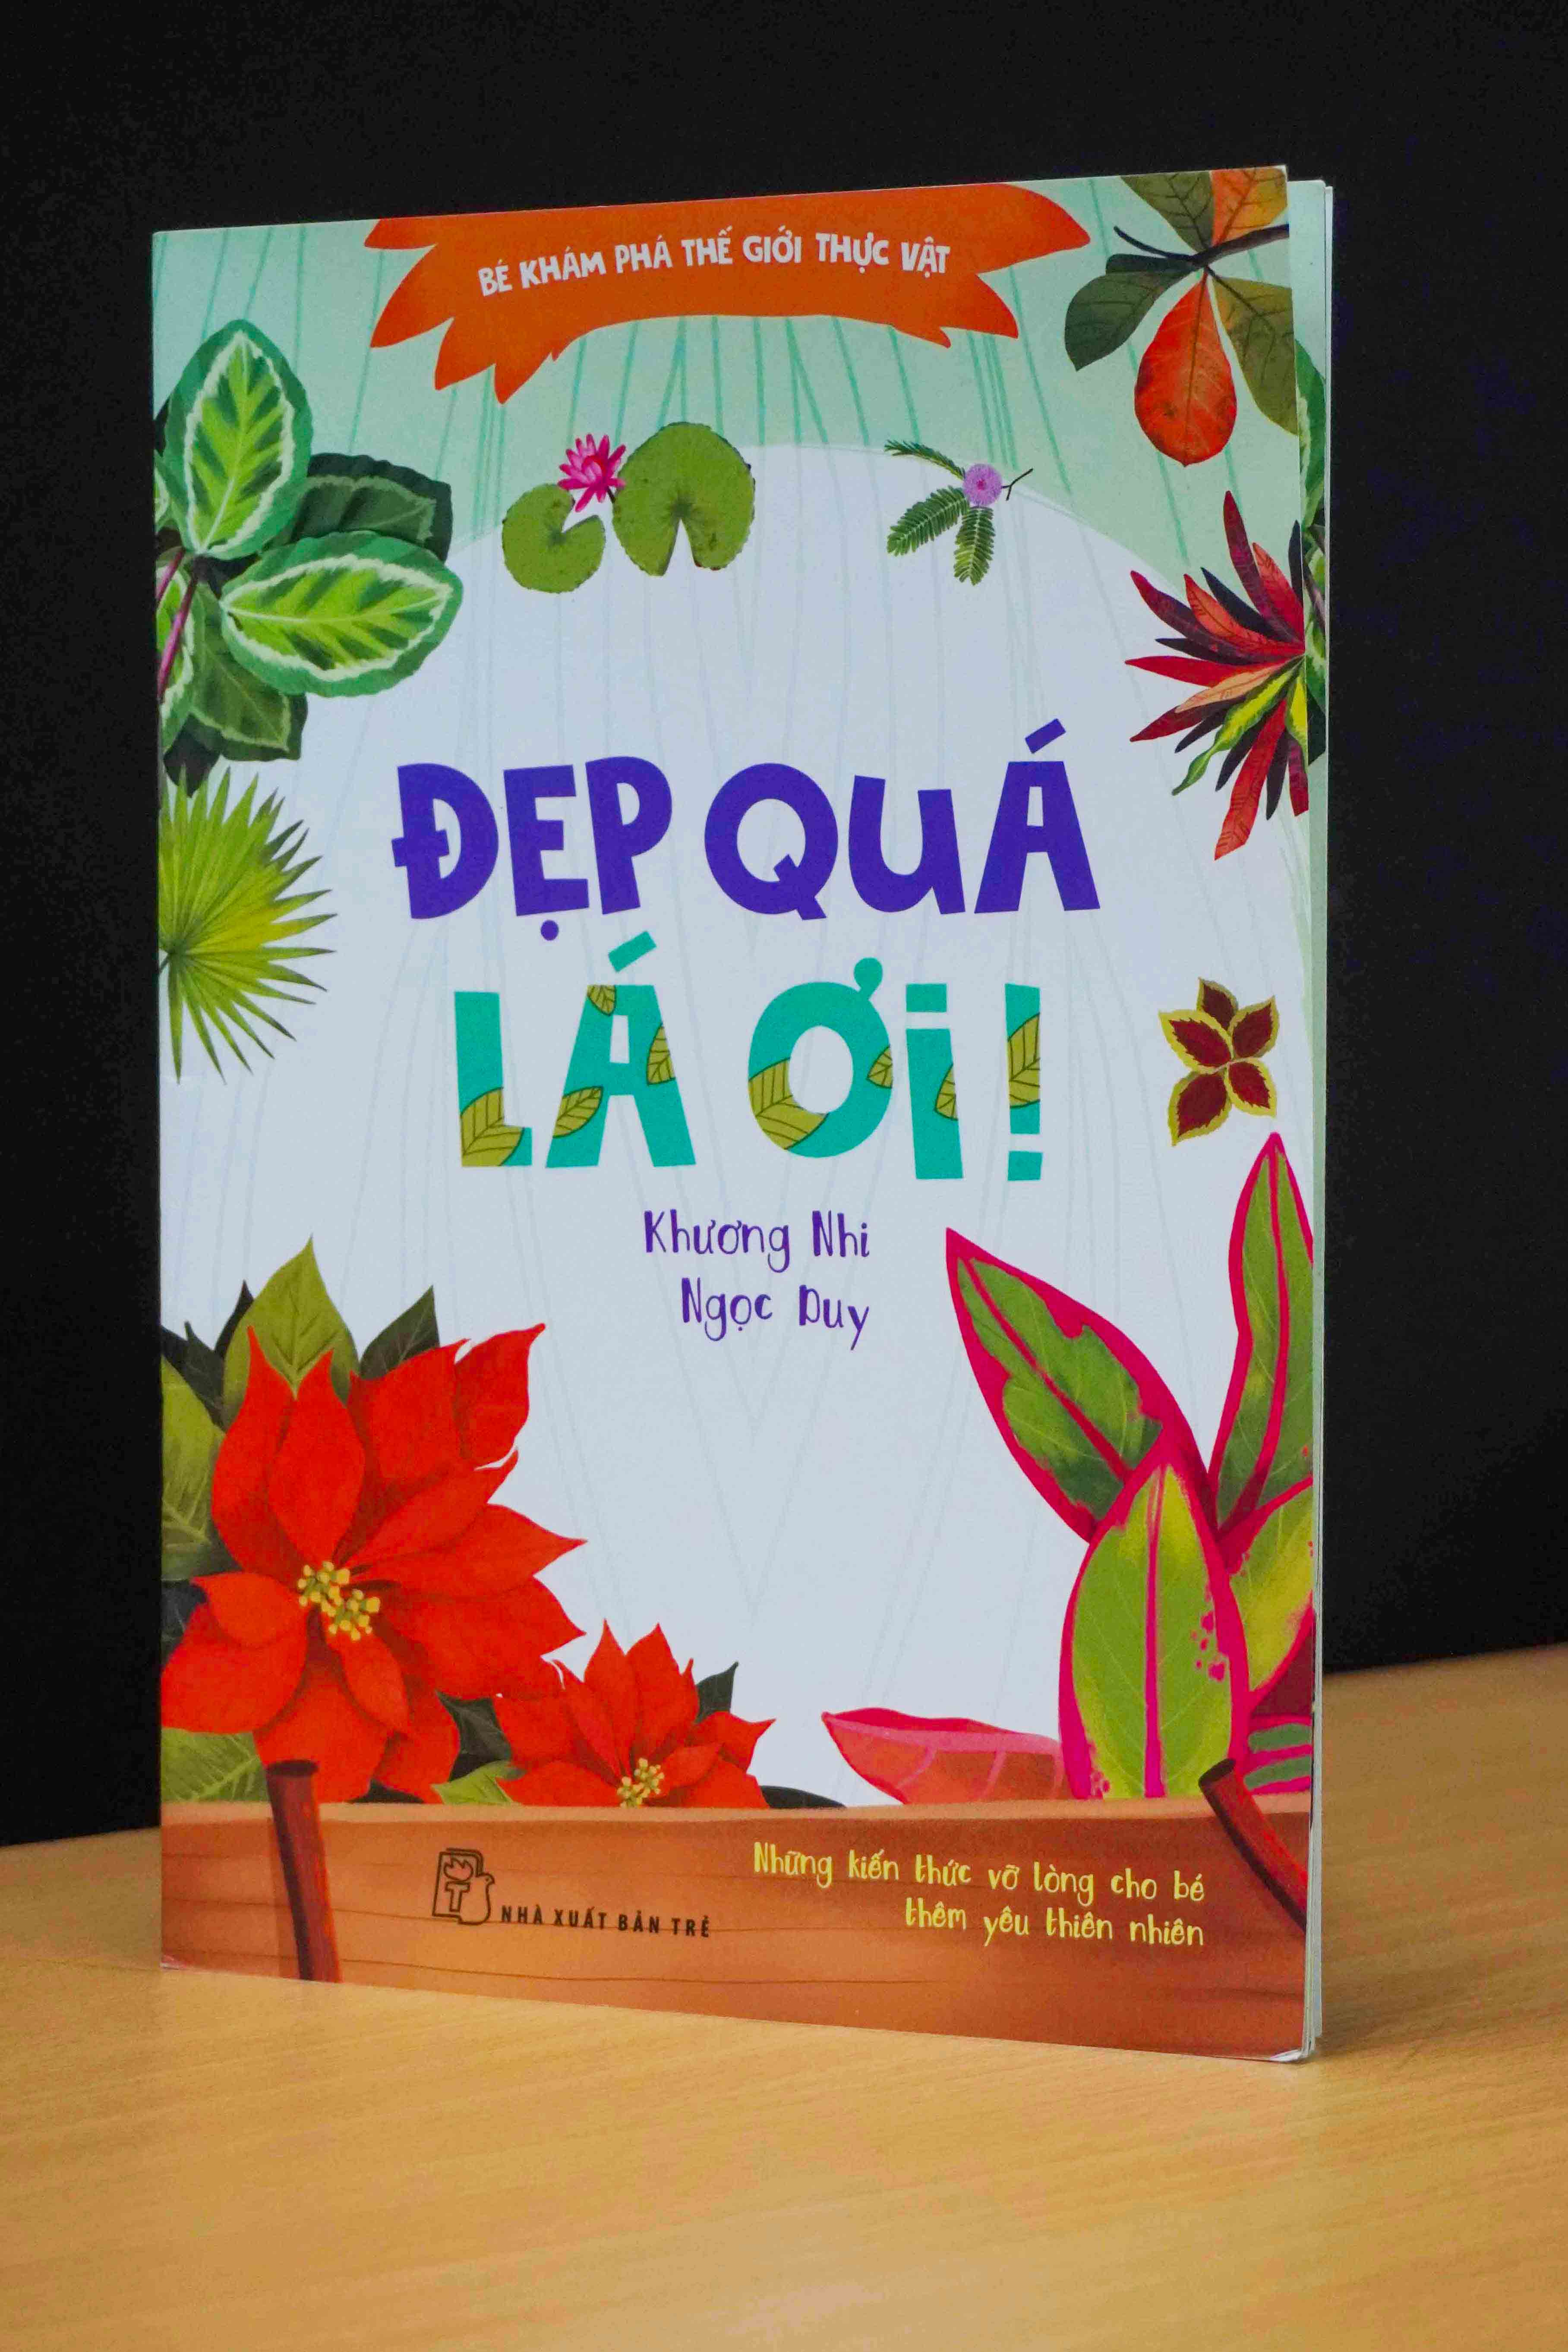 BÉ KHÁM PHÁ THẾ GIỚI THỰC VẬT
ĐẸP QUÁ
LÁ ƠI!
Khương Nhi
Ngọc Duy
Những kiến thức vỡ lòng cho bé
thêm yêu thiên nhiên
T
NHÀ XUẤT BẢN TRẺ